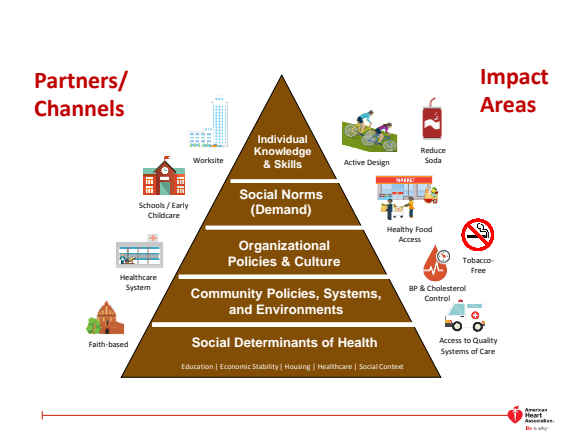 Partners/
Channels
Impact
Areas
Individual
Knowledge
& Skills
Social Norms
(Demand)
Organizational
Policies & Culture
Community Policies, Systems,
and Environments
Social Determinants of Health
Education | Economic Stability | Housing | Healthcare | Social Context
Worksite
Schools / Early
Childcare
Healthcare
System
Faith-based
Active Design
Reduce
Soda
MARKET
Healthy Food
Access
Tobacco-
Free
BP & Cholesterol
Control
Access to Quality
Systems of Care
American
Heart
Association®
life is why™